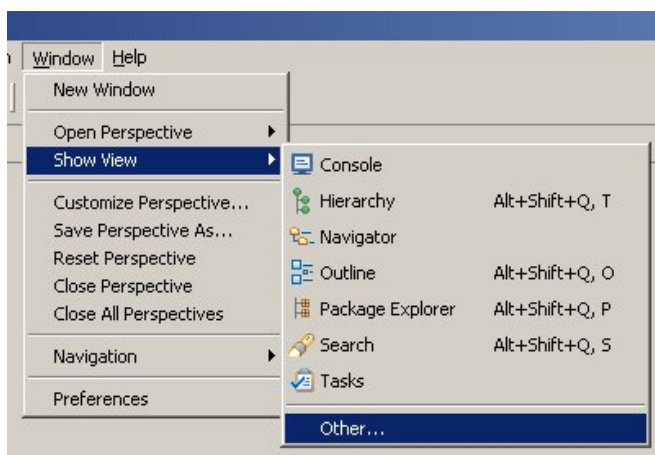 Window Help
New Window
Open Perspective
Show View
Customize Perspective...
Save Perspective As...
Reset Perspective
Close Perspective
Close All Perspectives
Navigation
Preferences
Console
Hierarchy Alt+Shift+Q, T
Navigator
Outline Alt+Shift+Q, O
Package Explorer Alt+Shift+Q, P
Search Alt+Shift+Q, S
Tasks
Other...